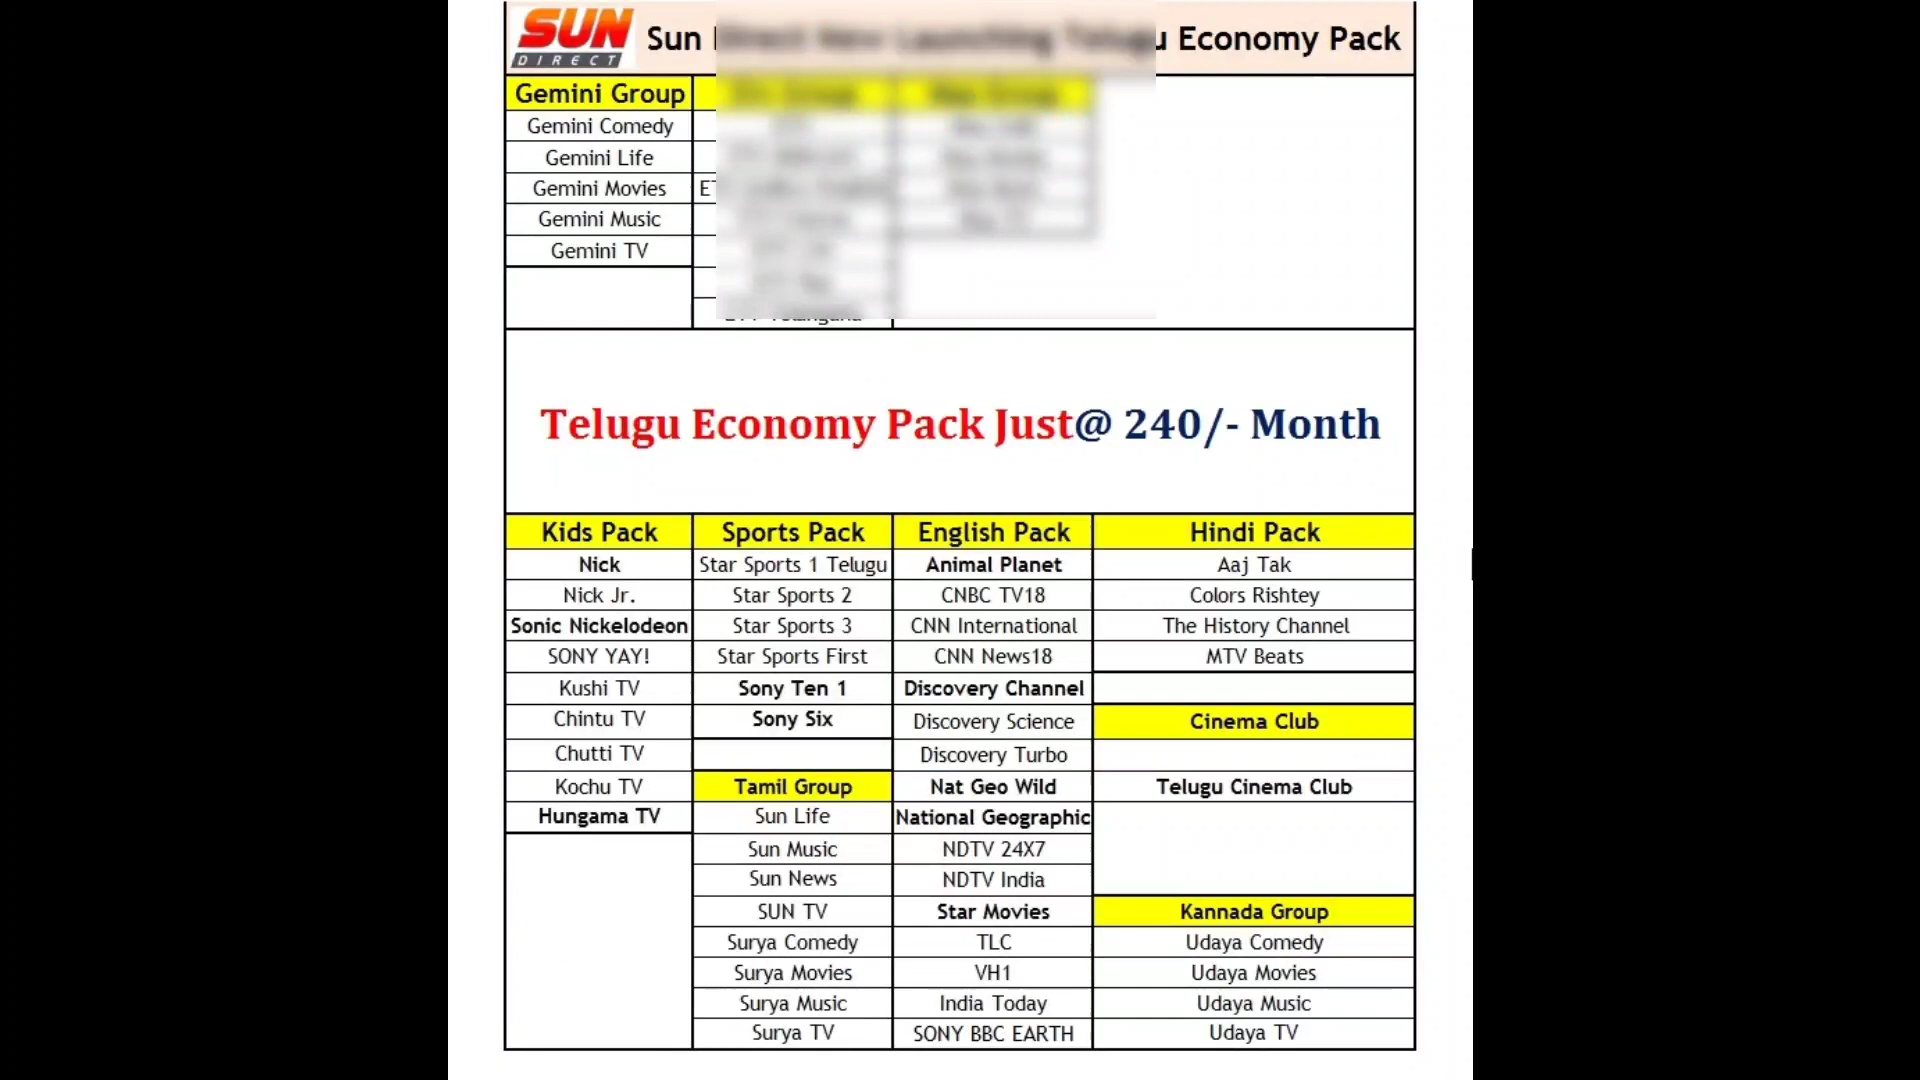 SUN
DIRECT
Sun
Economy Pack
Gemini Group
Gemini Comedy
Gemini Life
Gemini Movies
Gemini Music
Gemini TV
Telugu Economy Pack Just@ 240/- Month
Kids Pack Sports Pack English Pack Hindi Pack
Nick Star Sports 1 Telugu Animal Planet Aaj Tak
Nick Jr. Star Sports 2 CNBC TV18 Colors Rishtey
Sonic Nickelodeon Star Sports 3 CNN International The History Channel
SONY YAY! Star Sports First CNN News18 MTV Beats
Kushi TV Sony Ten 1 Discovery Channel
Chintu TV Sony Six Discovery Science Cinema Club
Chutti TV Discovery Turbo
Kochu TV Tamil Group Nat Geo Wild Telugu Cinema Club
Hungama TV Sun Life National Geographic
Sun Music NDTV 24X7
Sun News NDTV India
SUN TV Star Movies Kannada Group
Surya Comedy TLC Udaya Comedy
Surya Movies VH1 Udaya Movies
Surya Music India Today Udaya Music
Surya TV SONY BBC EARTH Udaya TV